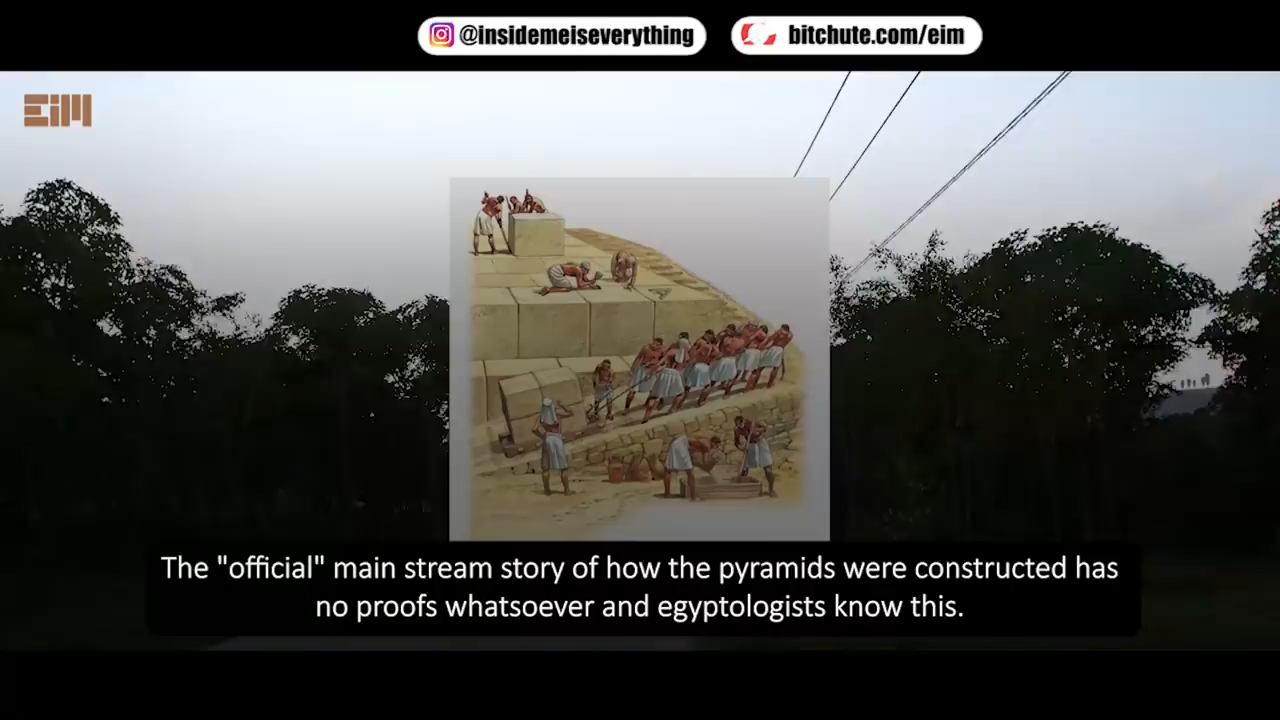 @insidemeiseverything
bitchute.com/eim
EiM
The "official" main stream story of how the pyramids were constructed has
no proofs whatsoever and egyptologists know this.